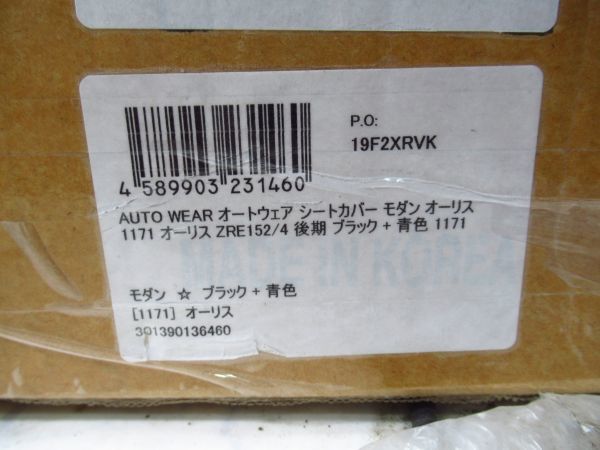 P.O:
19F2XRVK
4 589903 231460
AUTO WEAR オートウェア シートカバー モダン オーリス
1171 オーリス ZRE152/4 後期 ブラック + 青色 1171
MADE IN KOREA
モダン ☆ ブラック + 青色
[1171] オーリス
301390136460